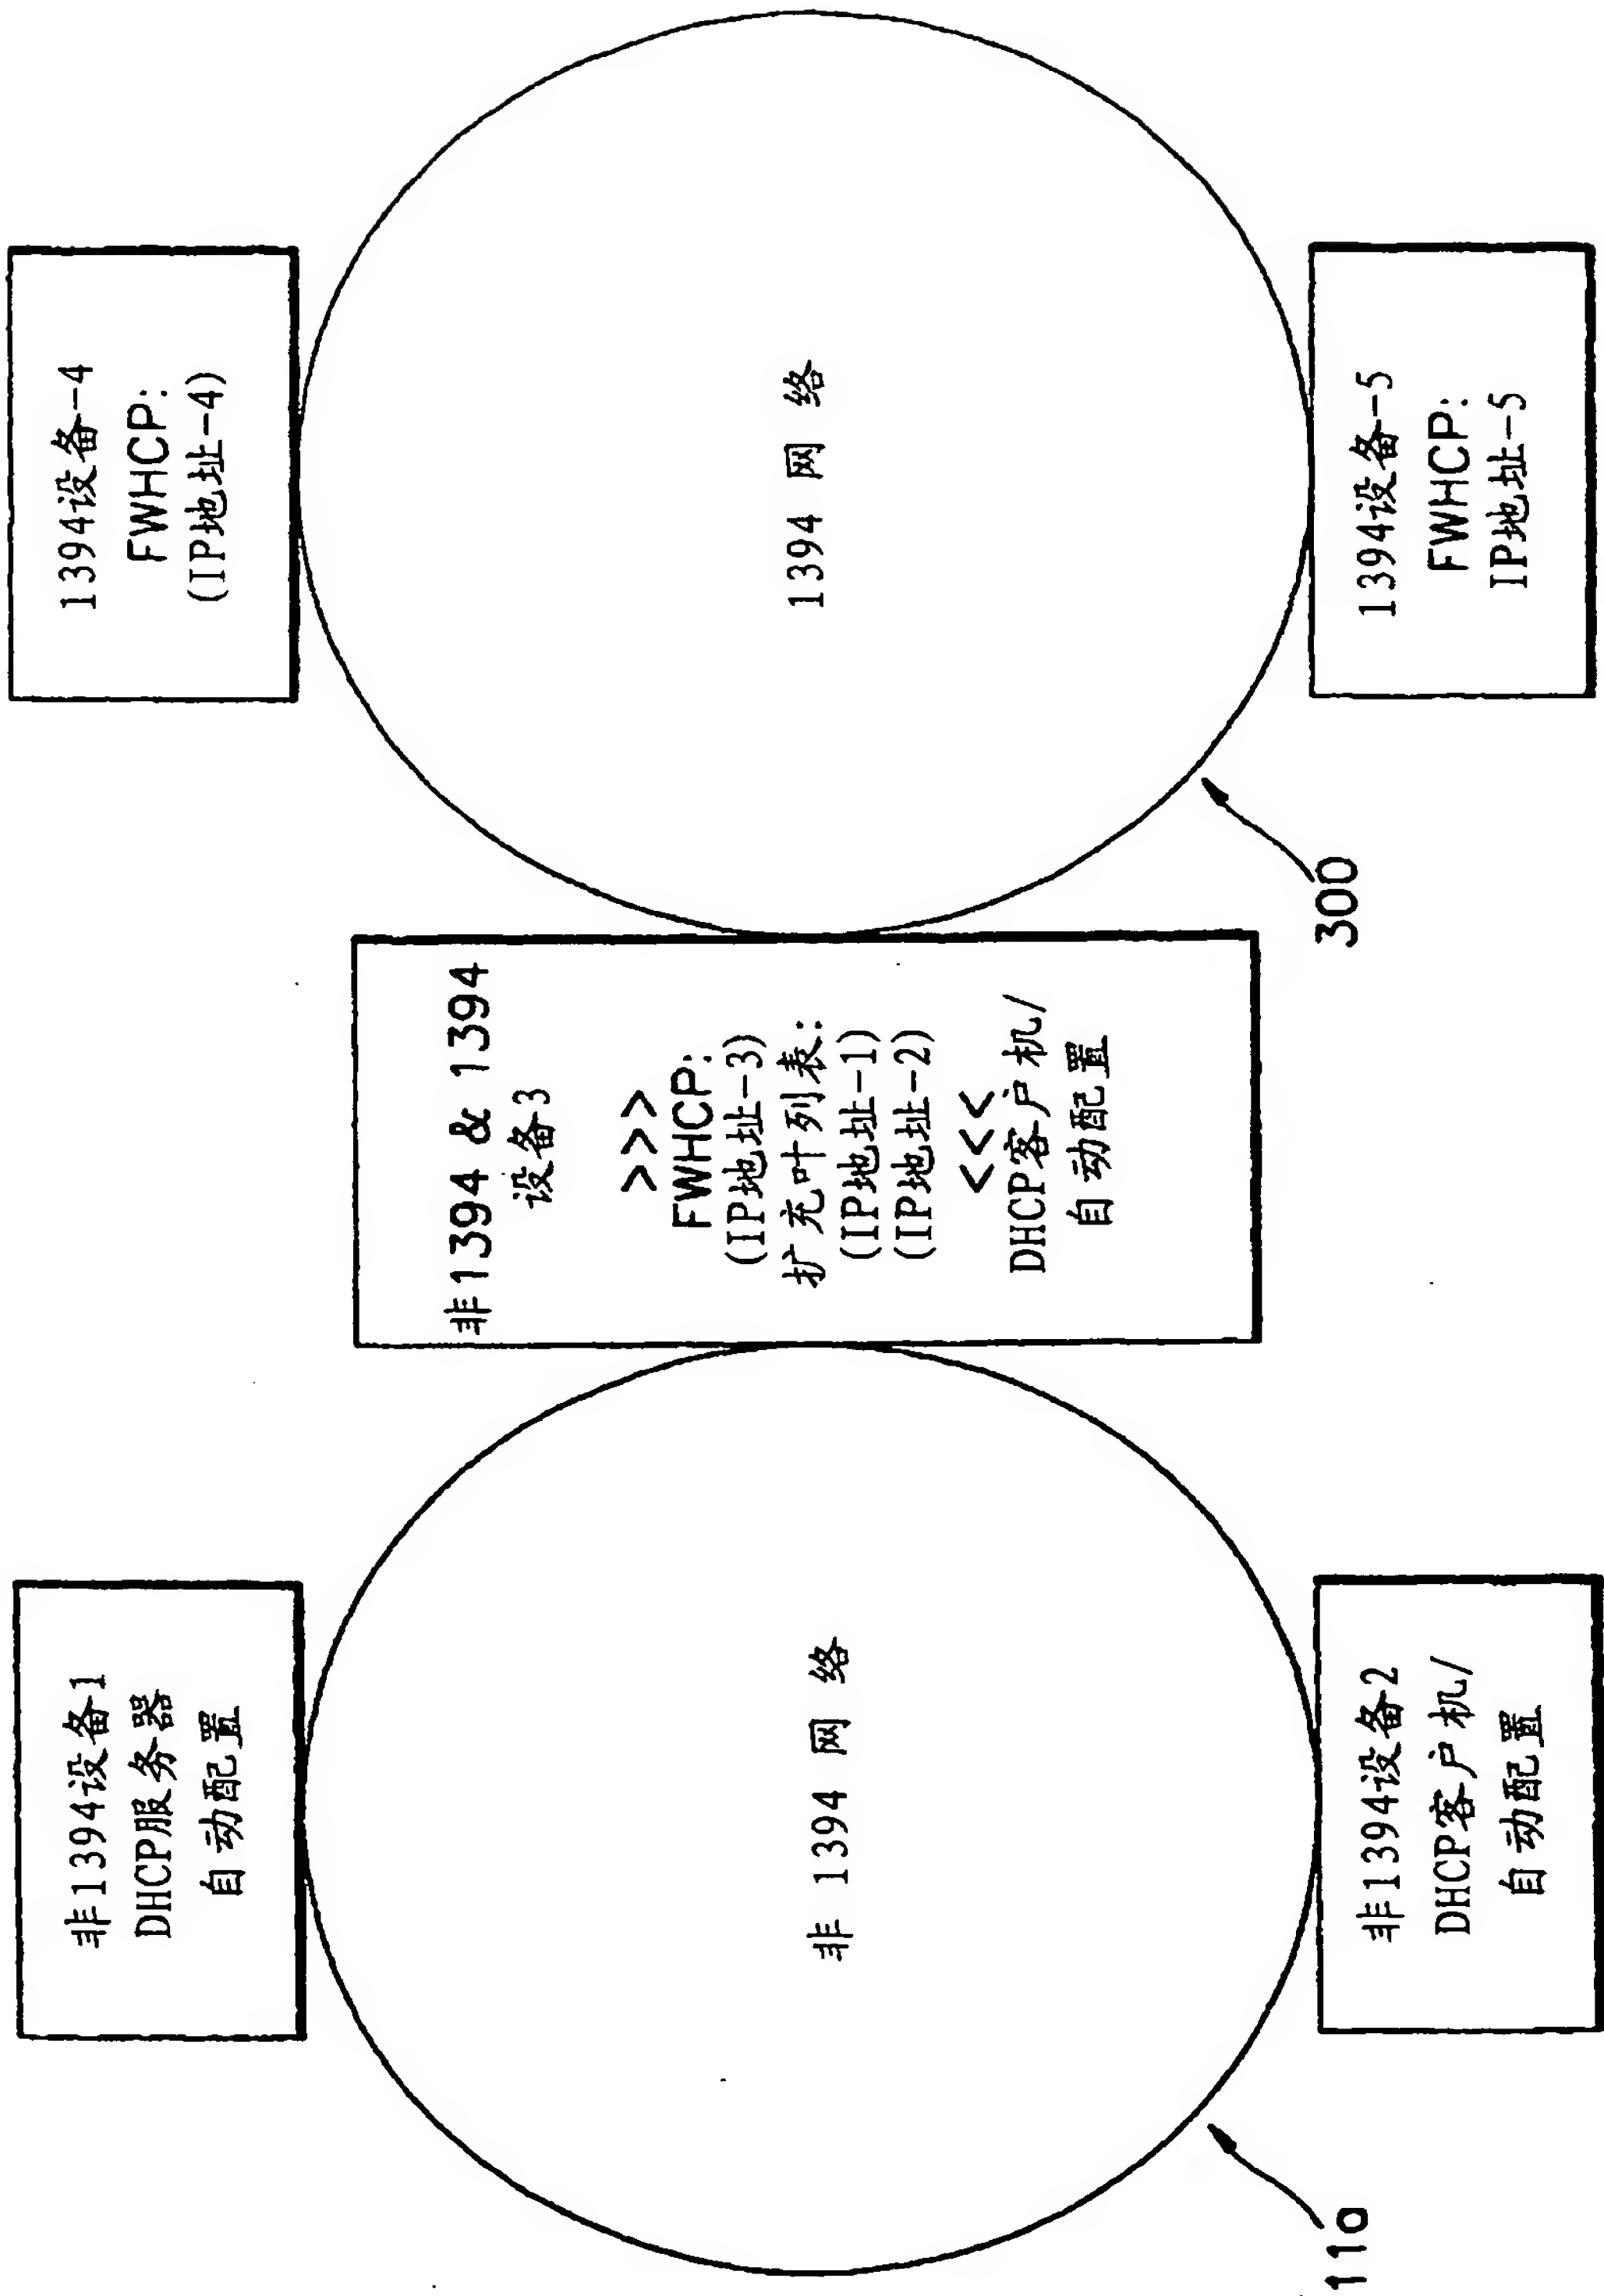 非1394设备1
DHCP服务器
自动配置
非 1394 网 络
非1394设备2
DHCP客户机/
自动配置
110
非1394 & 1394
设备3
>>>
FWHCP:
(IP地址-3)
扩充叶列表:
(IP地址-1)
(IP地址-2)
<<<
DHCP客户机/
自动配置
1394设备-4
FWHCP:
(IP地址-4)
1394 网 络
300
1394设备-5
FWHCP:
IP地址-5